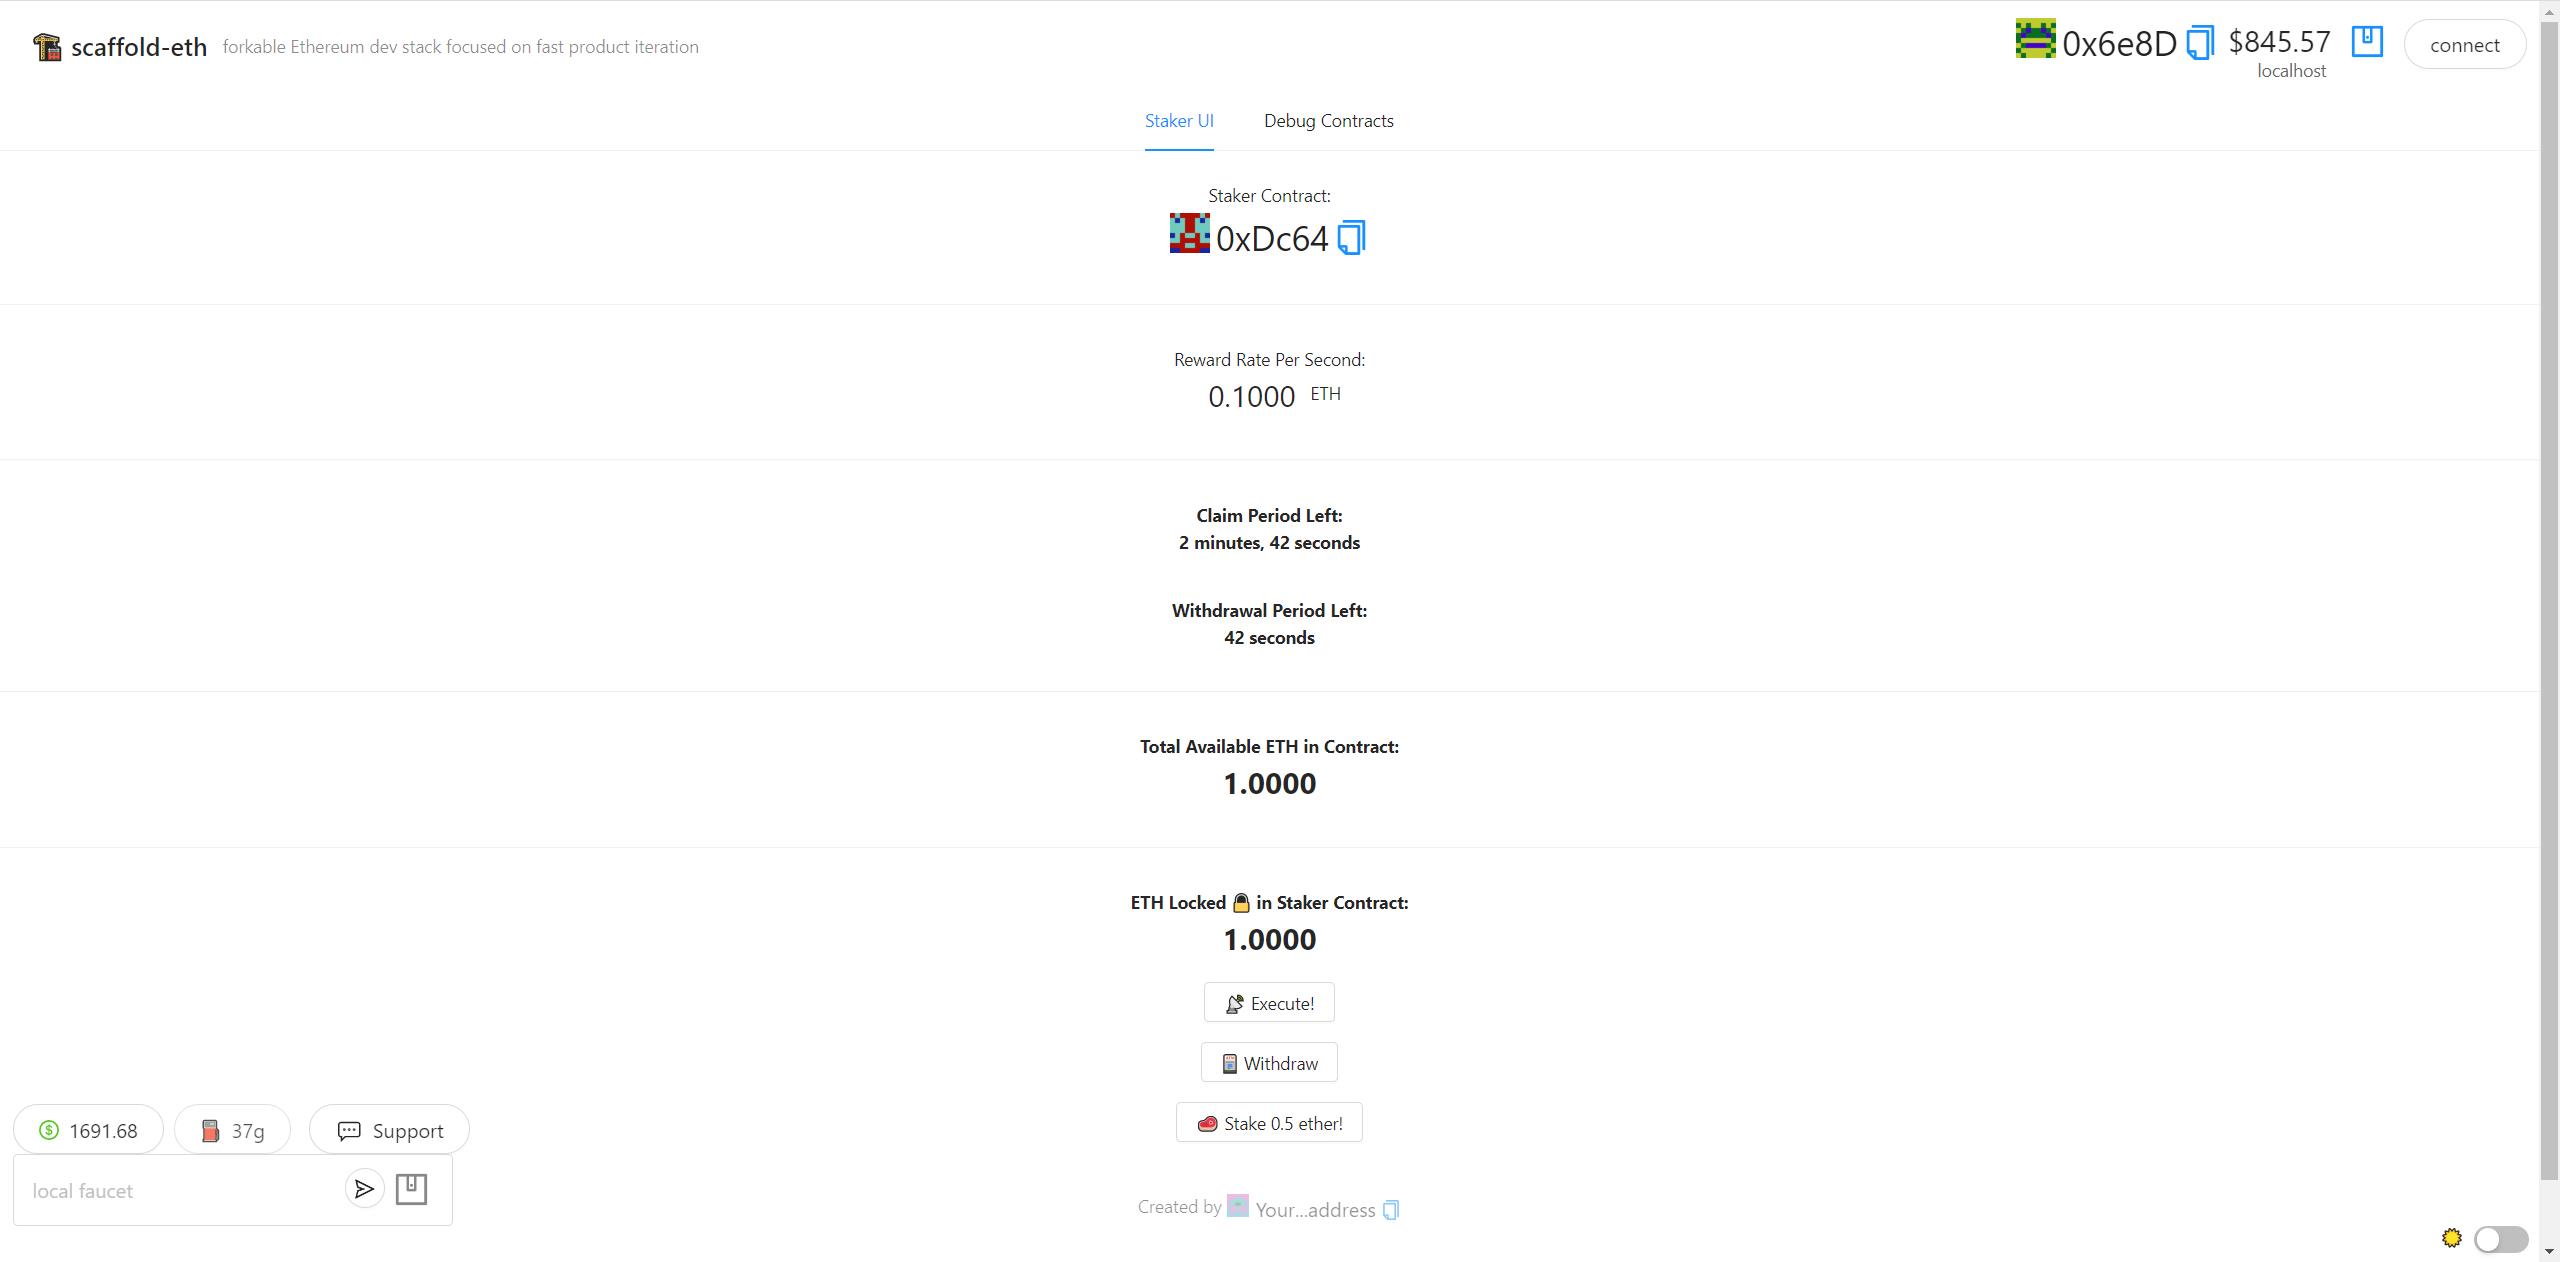 scaffold-eth forkable Ethereum dev stack focused on fast product iteration
0x6e8D $845.57 connect
localhost
Staker UI Debug Contracts
Staker Contract:
0xDc64
Reward Rate Per Second:
0.1000 ETH
Claim Period Left:
2 minutes, 42 seconds
Withdrawal Period Left:
42 seconds
Total Available ETH in Contract:
1.0000
ETH Locked 🔒 in Staker Contract:
1.0000
📡 Execute!
🏧 Withdraw
🥩 Stake 0.5 ether!
1691.68 37g Support
local faucet
Created by Your...address